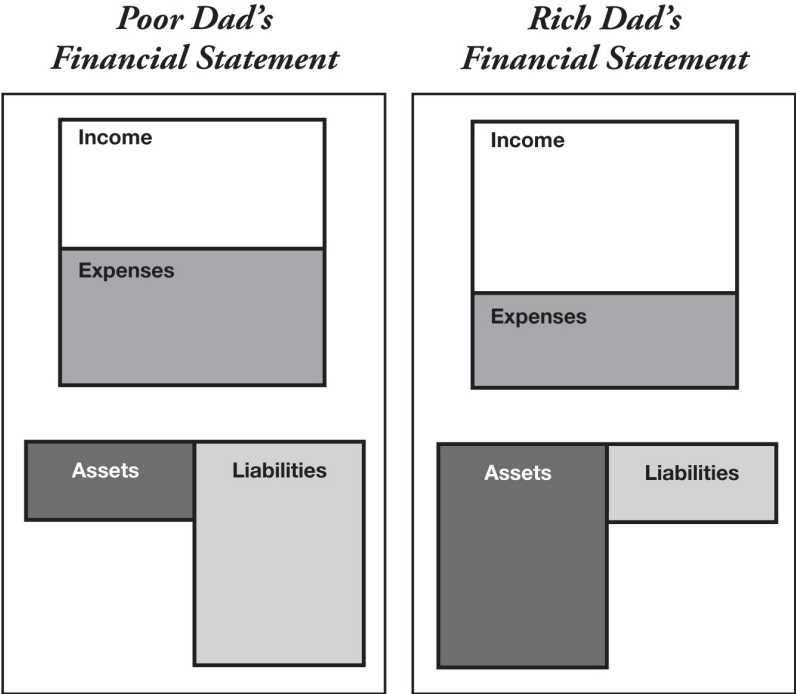 Poor Dad’s
Financial Statement
Income
Expenses
Assets
Liabilities
Rich Dad’s
Financial Statement
Income
Expenses
Assets
Liabilities